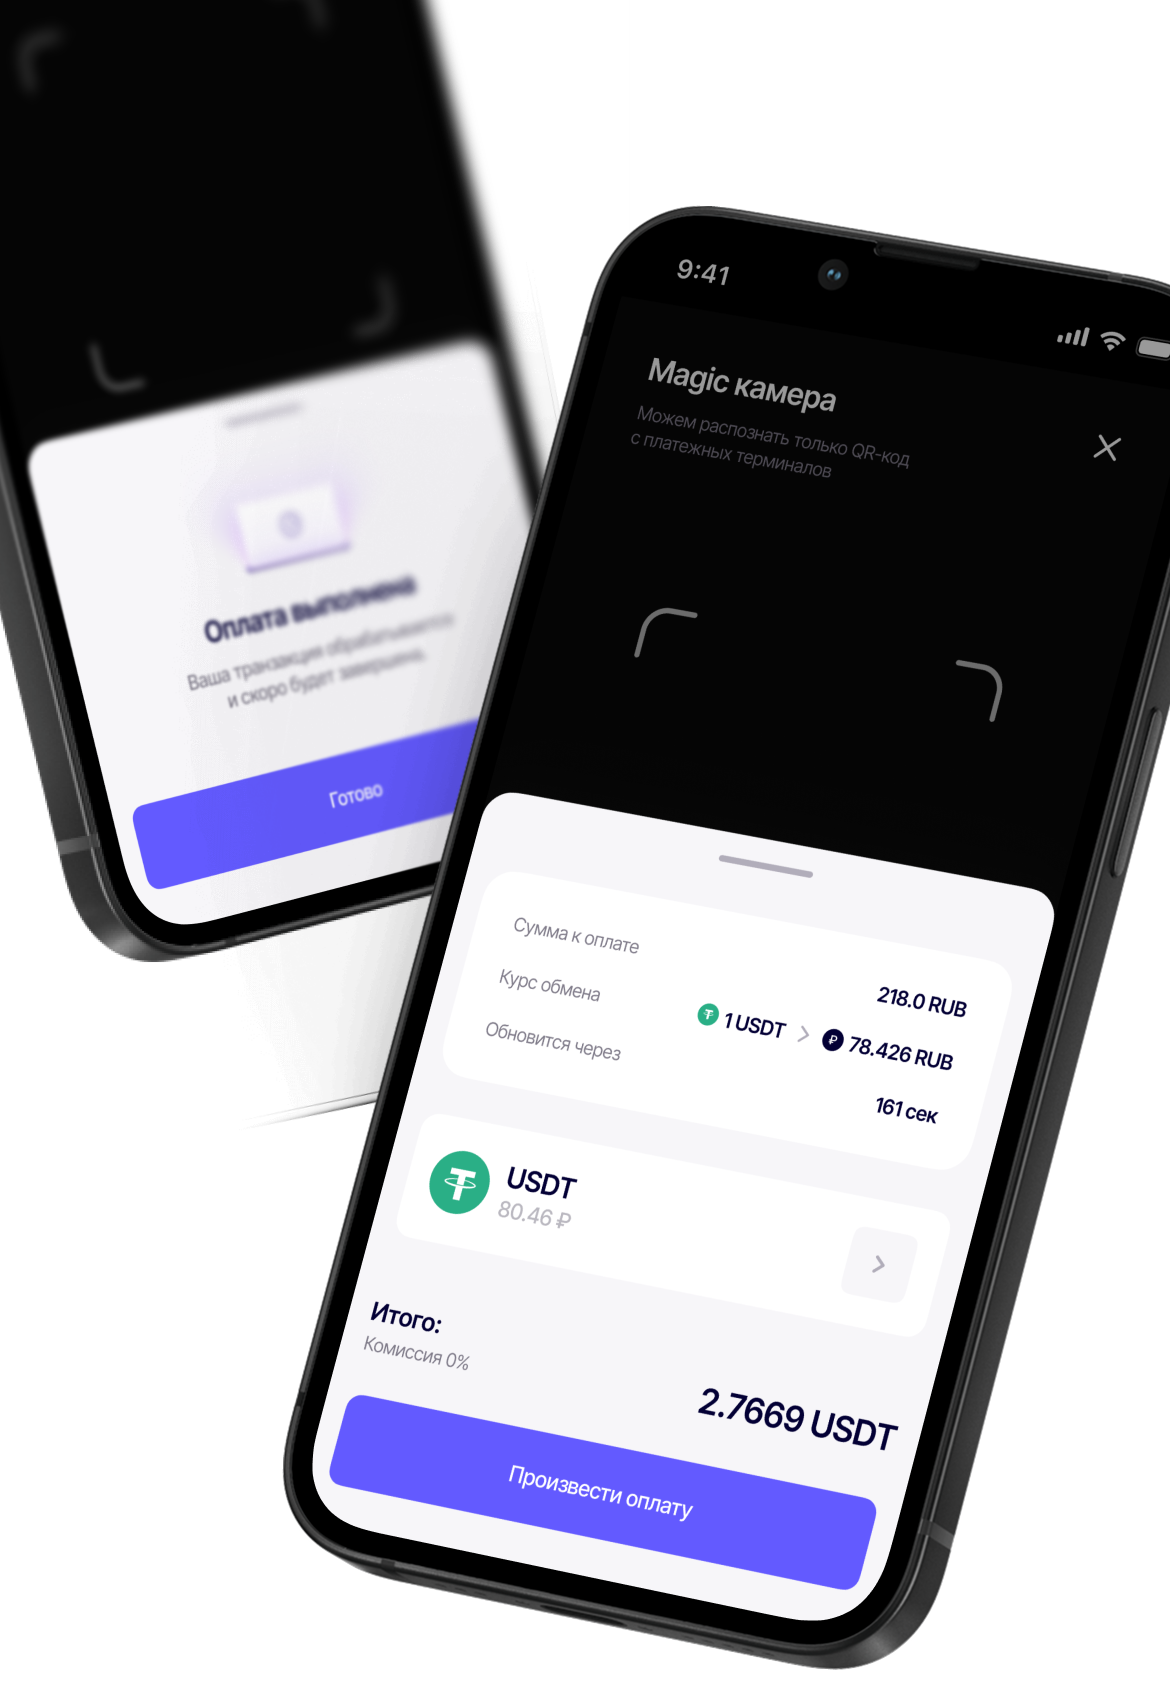 Оплата выполнена
Ваша транзакция обрабатывается
и скоро будет завершена.
Готово
9:41
Magic камера
Можем распознать только QR-код
с платежных терминалов
Сумма к оплате
218.0 RUB
Курс обмена
1 USDT > ₽ 78.426 RUB
Обновится через
161 сек
USDT
80.46 ₽
Итого:
Комиссия 0%
2.7669 USDT
Произвести оплату